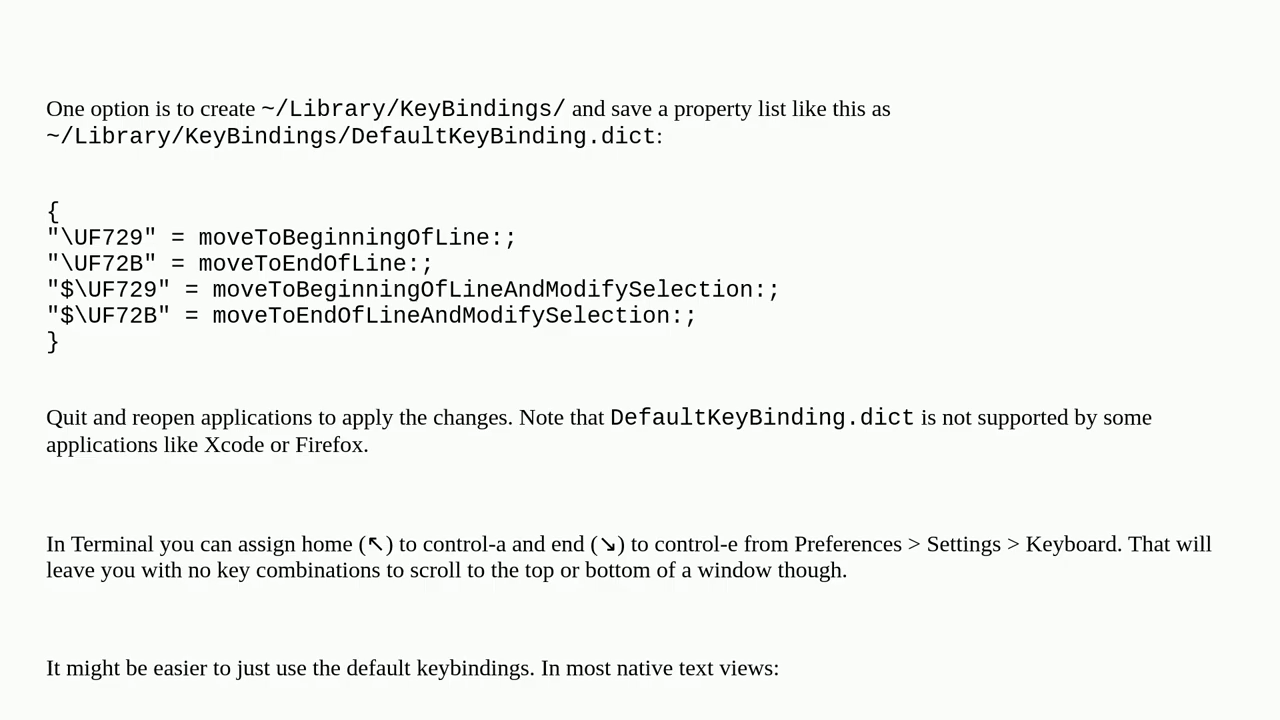 One option is to create ~/Library/KeyBindings/ and save a property list like this as
~/Library/KeyBindings/DefaultKeyBinding.dict:
{
"\UF729" = moveToBeginningOfLine:;
"\UF72B" = moveToEndOfLine:;
"$\UF729" = moveToBeginningOfLineAndModifySelection:;
"$\UF72B" = moveToEndOfLineAndModifySelection:;
}
Quit and reopen applications to apply the changes. Note that DefaultKeyBinding.dict is not supported by some
applications like Xcode or Firefox.
In Terminal you can assign home (↖) to control-a and end (↘) to control-e from Preferences > Settings > Keyboard. That will
leave you with no key combinations to scroll to the top or bottom of a window though.
It might be easier to just use the default keybindings. In most native text views: